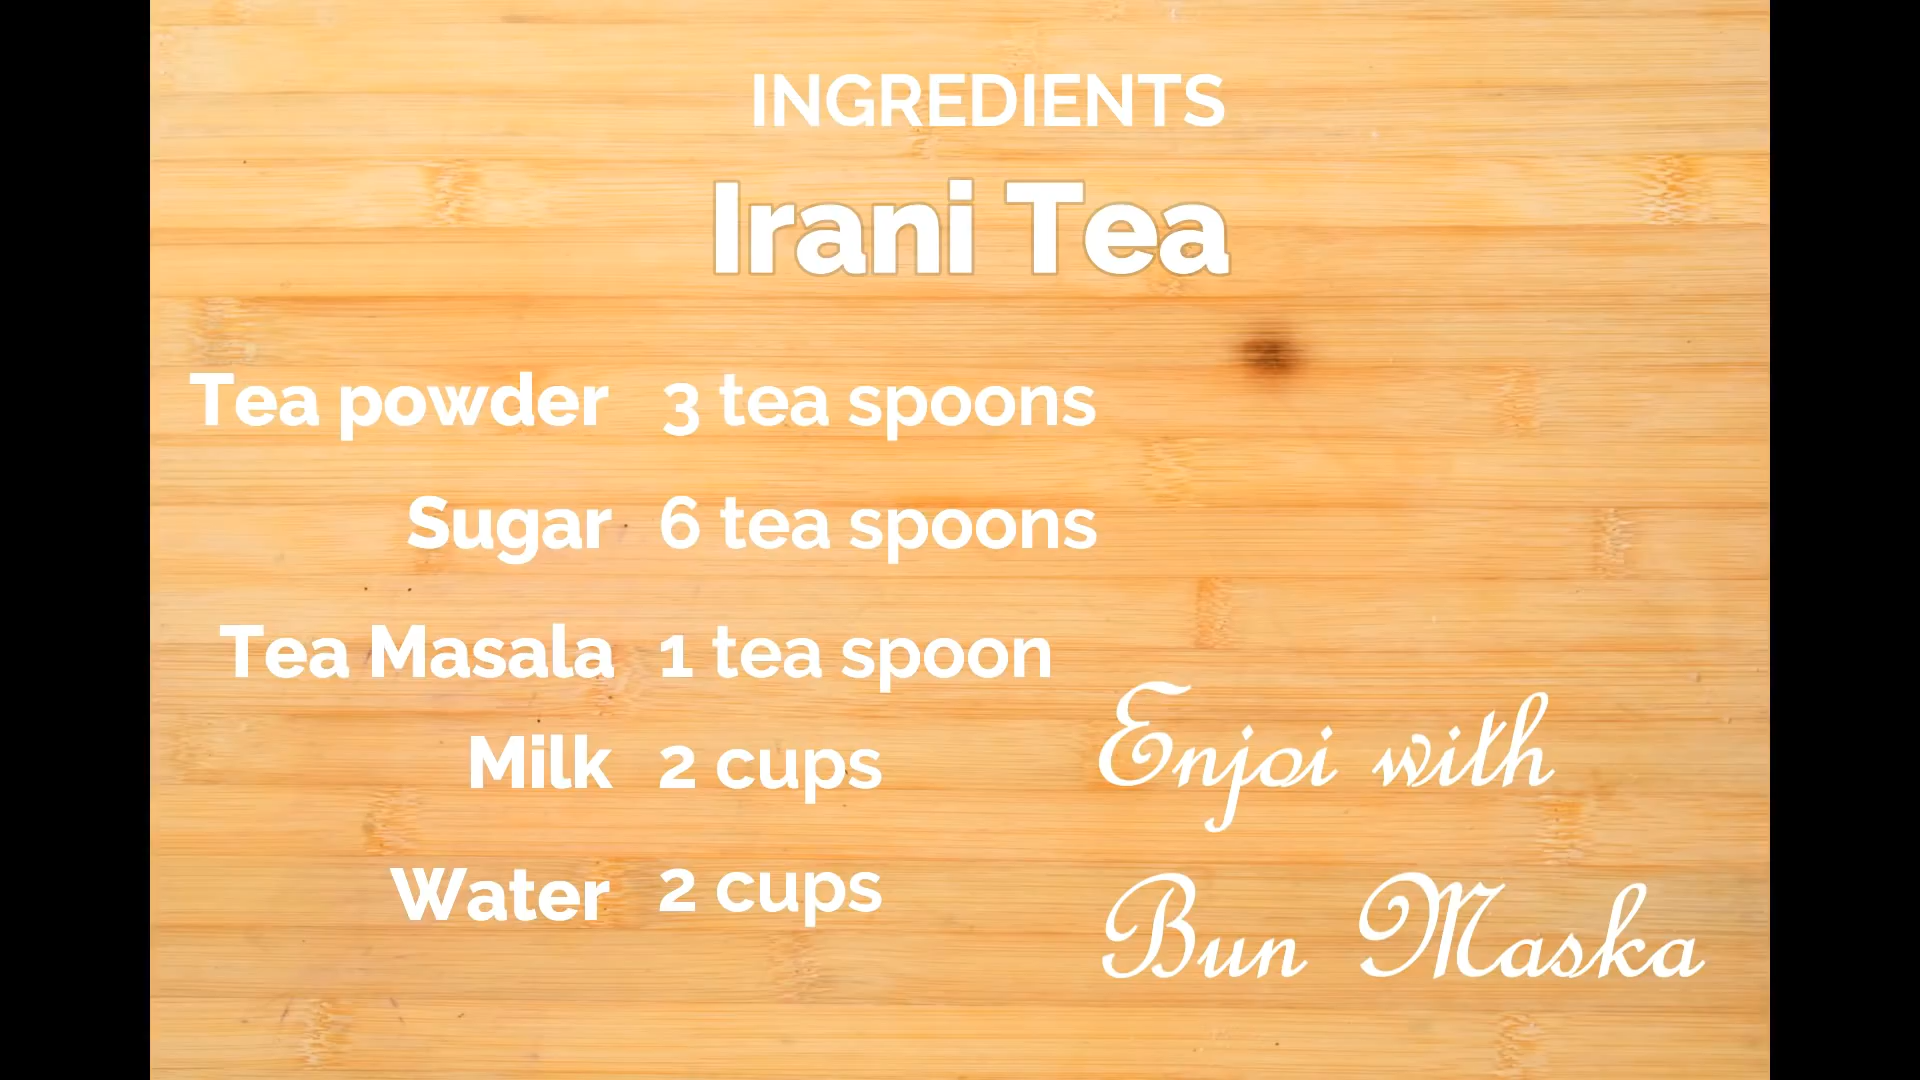 INGREDIENTS
Irani Tea
Tea powder 3 tea spoons
Sugar 6 tea spoons
Tea Masala 1 tea spoon
Milk 2 cups
Water 2 cups
Enjoi with
Bun Maska